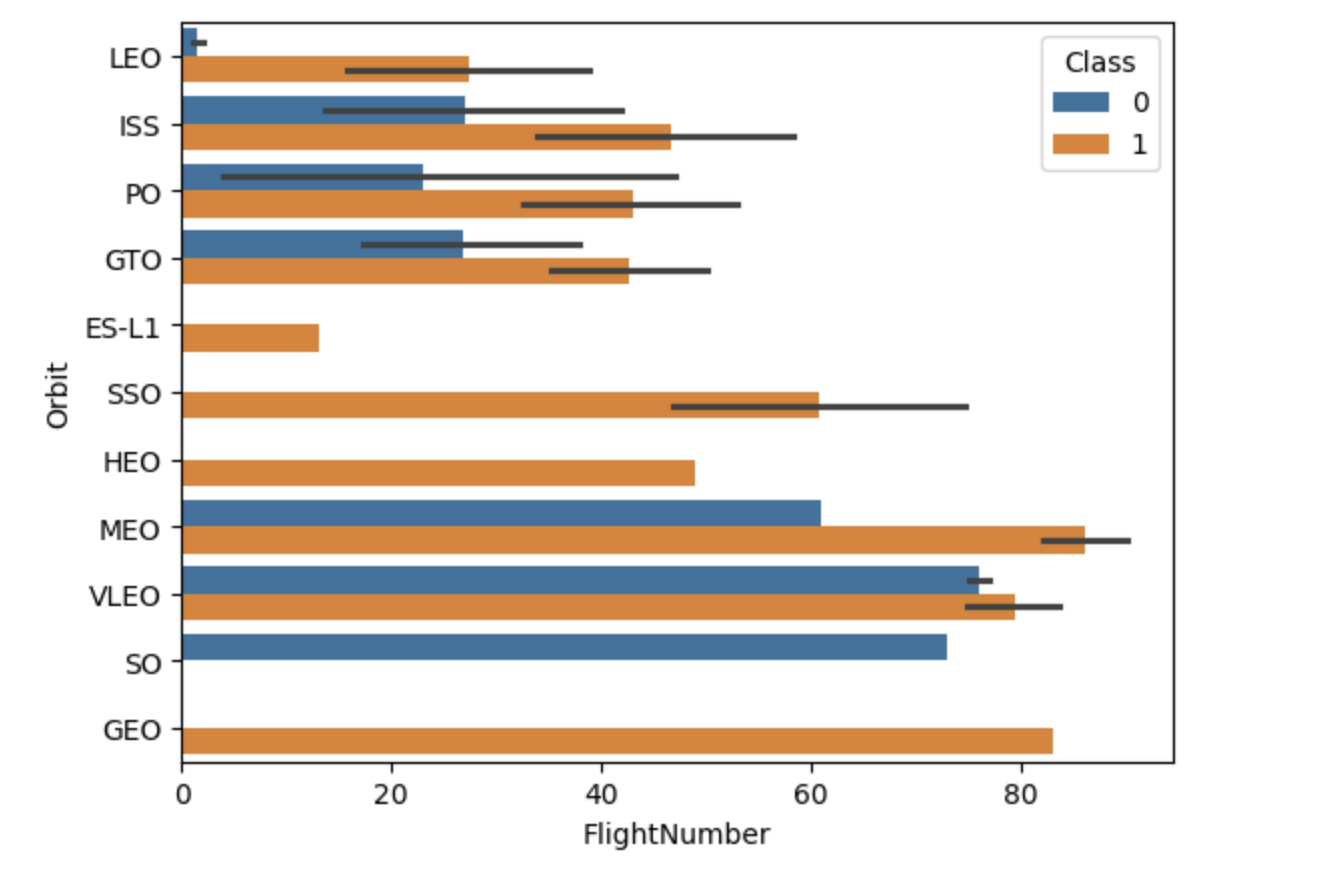 Class
0
1
LEO
ISS
PO
GTO
ES-L1
SSO
HEO
MEO
VLEO
SO
GEO
Orbit
0 20 40 60 80
FlightNumber